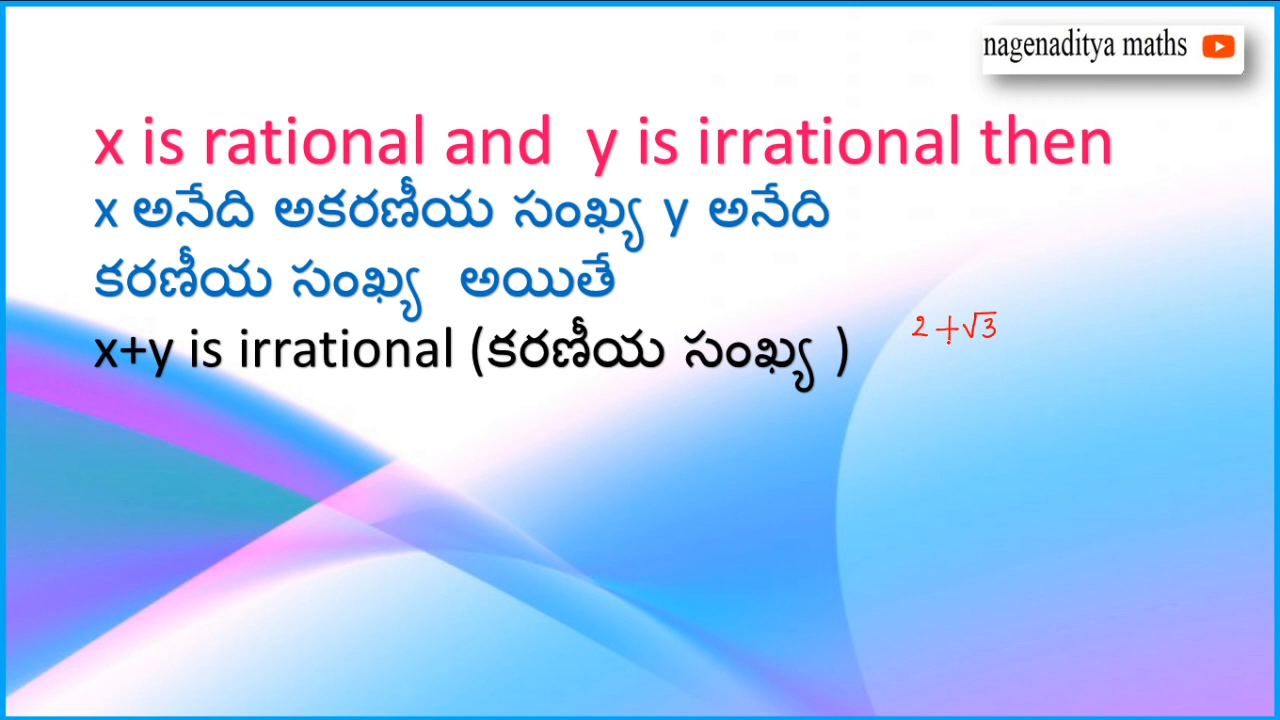 nagenaditya maths
x is rational and y is irrational then
x అనేది అకరణీయ సంఖ్య y అనేది
కరణీయ సంఖ్య అయితే
x+y is irrational (కరణీయ సంఖ్య )
2+√3